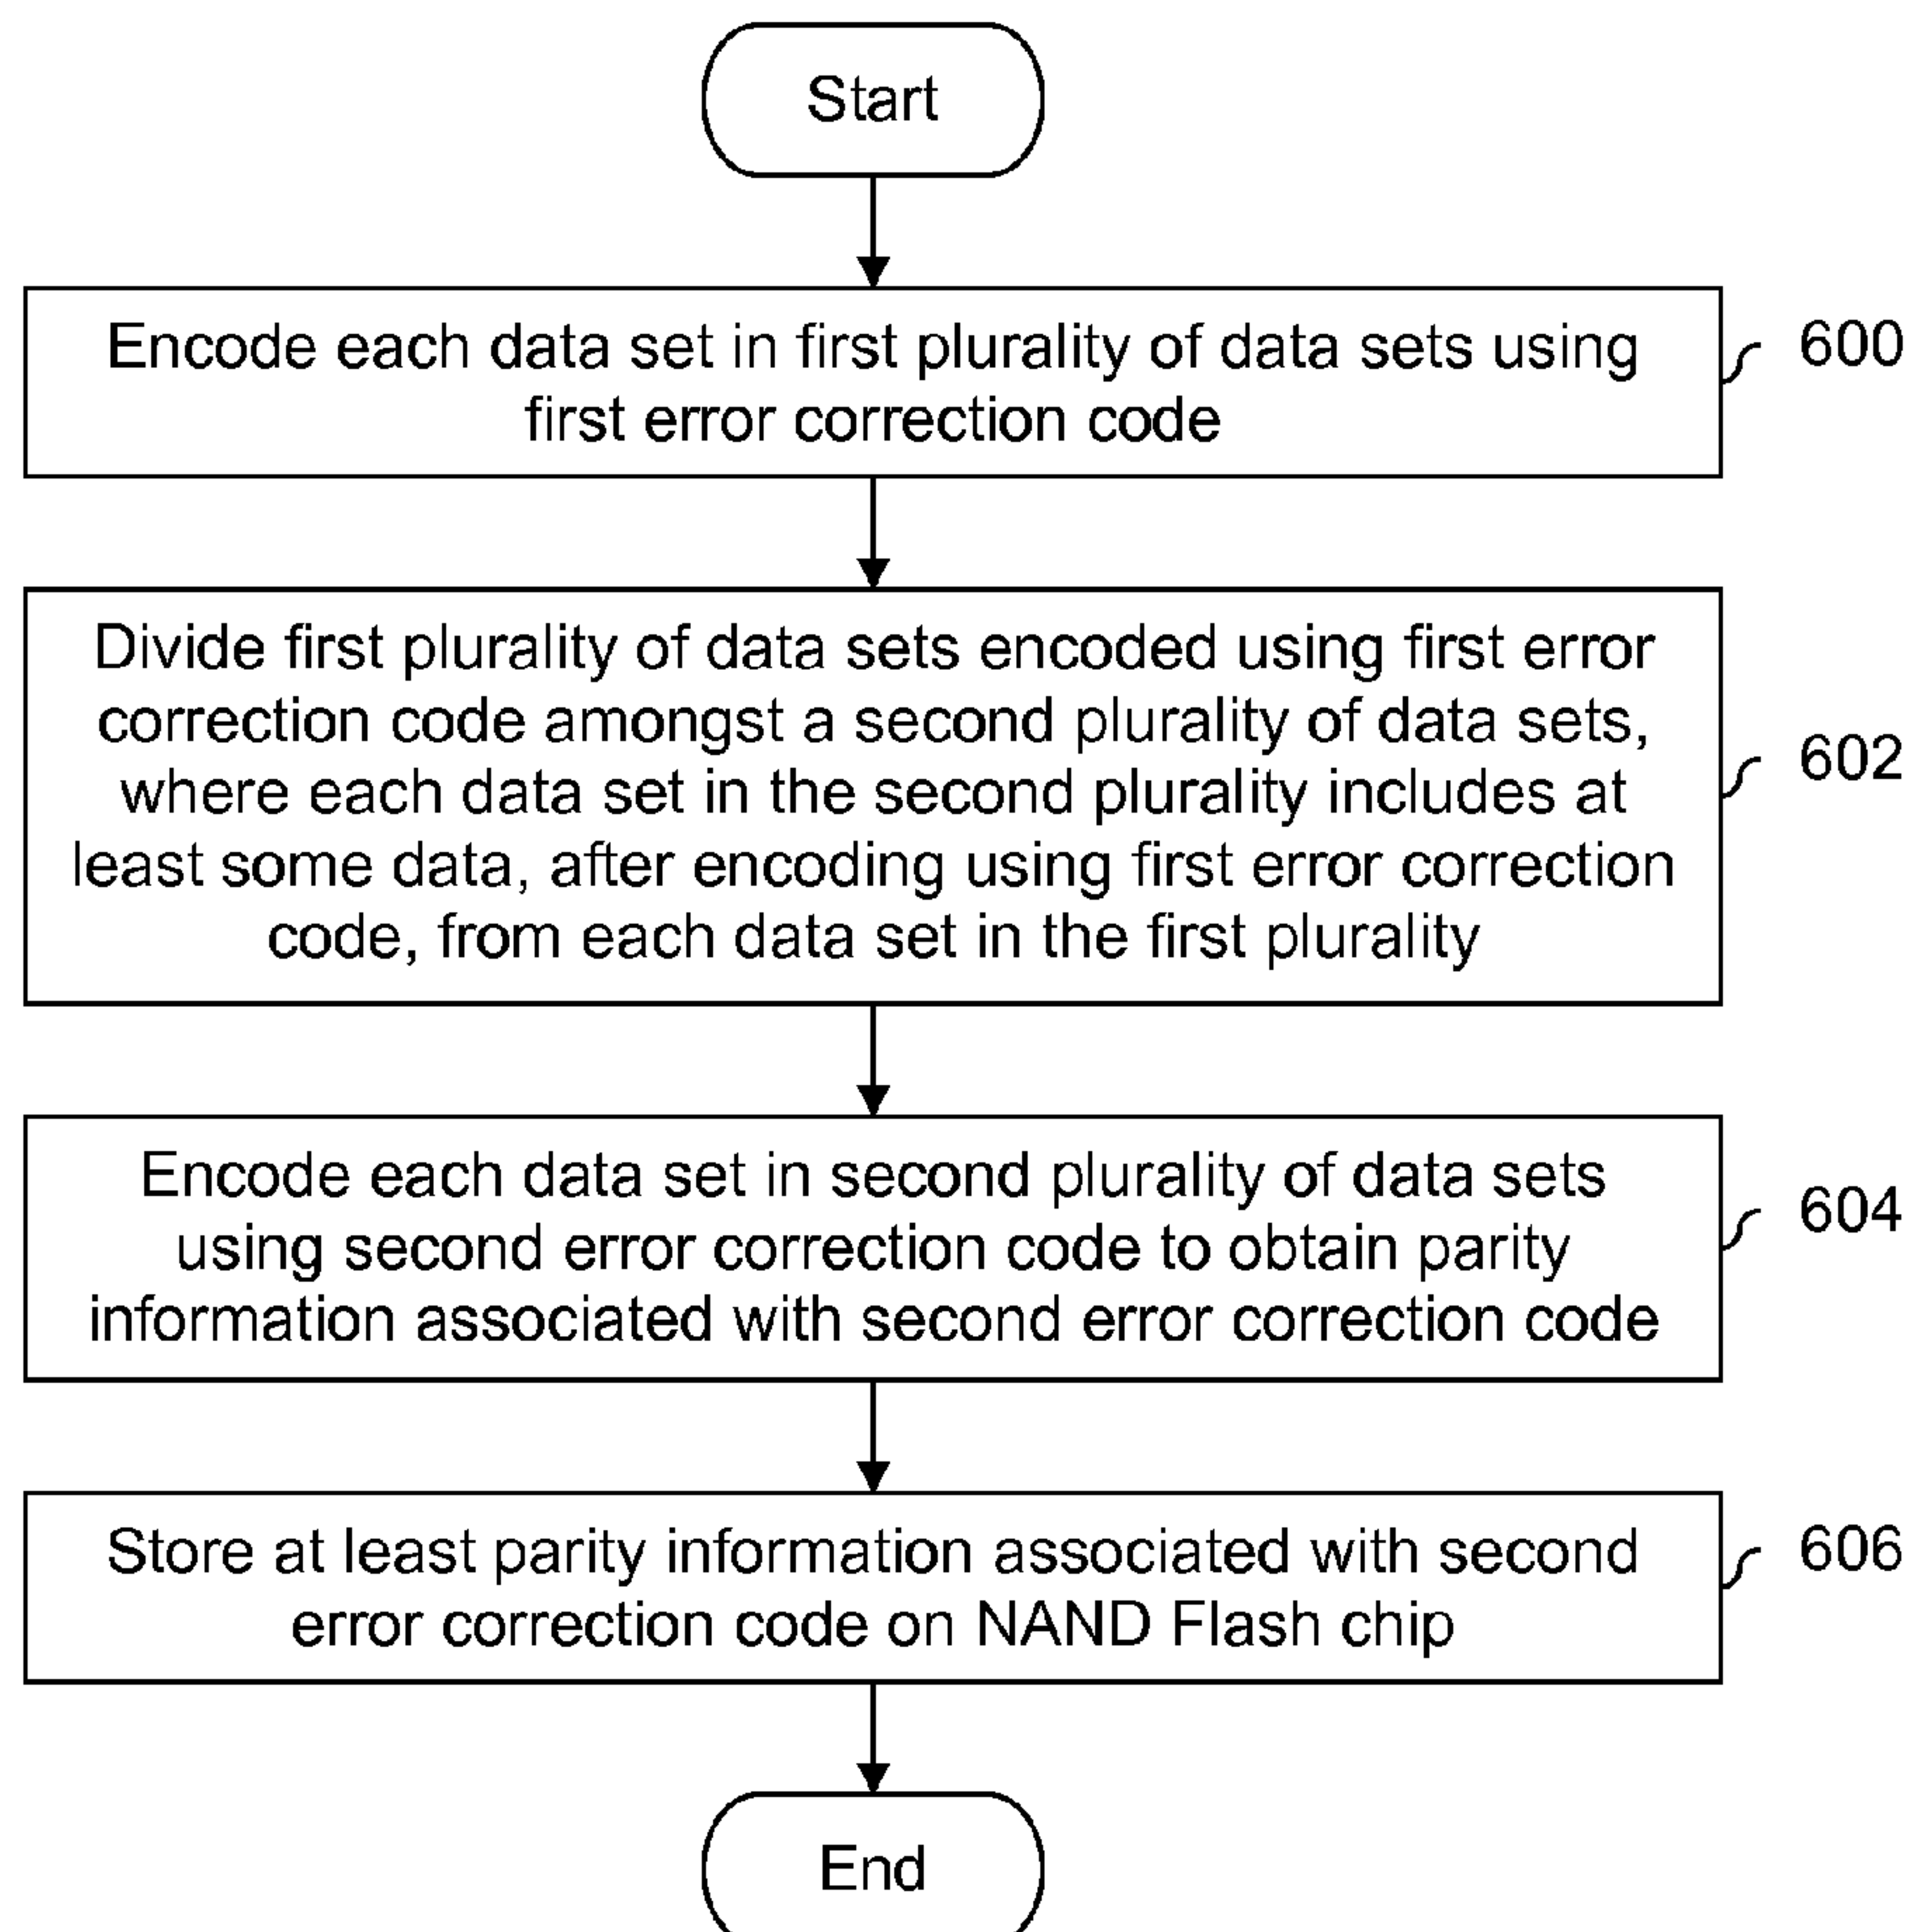 Start
Encode each data set in first plurality of data sets using
first error correction code
600
Divide first plurality of data sets encoded using first error
correction code amongst a second plurality of data sets,
where each data set in the second plurality includes at
least some data, after encoding using first error correction
code, from each data set in the first plurality
602
Encode each data set in second plurality of data sets
using second error correction code to obtain parity
information associated with second error correction code
604
Store at least parity information associated with second
error correction code on NAND Flash chip
606
End